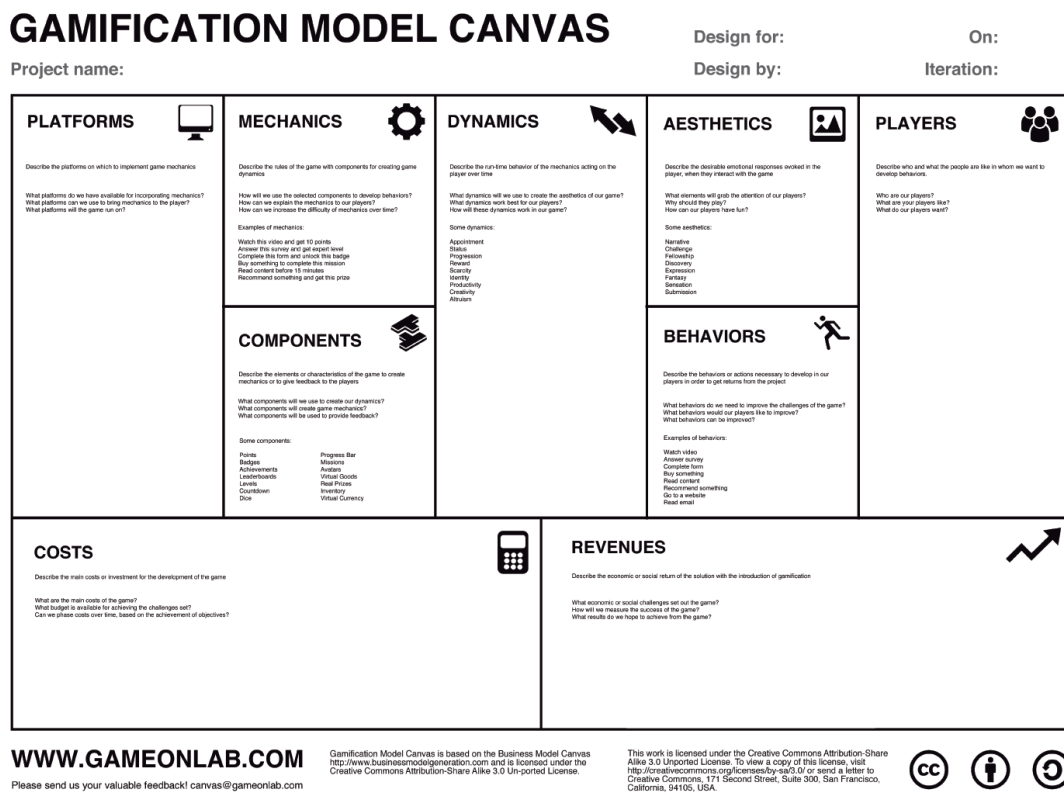 GAMIFICATION MODEL CANVAS
Design for:
On:
Project name:
Design by:
Iteration:
PLATFORMS
Describe the platforms on which to implement game mechanics
What platforms do we have available for incorporating mechanics?
What platforms can we use to bring mechanics to the player?
What platforms will the game run on?
MECHANICS
Describe the rules of the game with components for creating game
dynamics
How will we use the selected components to develop behaviors?
How can we explain the mechanics to our players?
How can we increase the difficulty of mechanics over time?
Examples of mechanics:
Watch this video and get 10 points
Answer this survey and get expert level
Complete this form and unlock this badge
Buy something to complete this mission
Read content before 15 minutes
Recommend something and get this prize
COMPONENTS
Describe the elements or characteristics of the game to create
mechanics or to give feedback to the players
What components will we use to create our dynamics?
What components will create game mechanics?
What components will be used to provide feedback?
Some components:
Points
Badges
Achievements
Leaderboards
Levels
Countdown
Dice
Progress Bar
Missions
Avatars
Virtual Goods
Real Prizes
Inventory
Virtual Currency
DYNAMICS
Describe the run-time behavior of the mechanics acting on the
player over time
What dynamics will we use to create the aesthetics of our game?
What dynamics work best for our players?
How will these dynamics work in our game?
Some dynamics:
Appointment
Status
Progression
Reward
Scarcity
Identity
Productivity
Creativity
Altruism
AESTHETICS
Describe the desirable emotional responses evoked in the
player, when they interact with the game
What elements will grab the attention of our players?
Why should they play?
How can our players have fun?
Some aesthetics:
Narrative
Challenge
Fellowship
Discovery
Expression
Fantasy
Sensation
Submission
BEHAVIORS
Describe the behaviors or actions necessary to develop in our
players in order to get returns from the project
What behaviors do we need to improve the challenges of the game?
What behaviors would our players like to improve?
What behaviors can be improved?
Examples of behaviors:
Watch video
Answer survey
Complete form
Buy something
Read content
Recommend something
Go to a website
Read email
PLAYERS
Describe who and what the people are like in whom we want to
develop behaviors.
Who are our players?
What are your players like?
What do our players want?
COSTS
Describe the main costs or investment for the development of the game
What are the main costs of the game?
What budget is available for achieving the challenges set?
Can we phase costs over time, based on the achievement of objectives?
REVENUES
Describe the economic or social return of the solution with the introduction of gamification
What economic or social challenges set out the game?
How will we measure the success of the game?
What results do we hope to achieve from the game?
WWW.GAMEONLAB.COM
Please send us your valuable feedback! canvas@gameonlab.com
Gamification Model Canvas is based on the Business Model Canvas
http://www.businessmodelgeneration.com and is licensed under the
Creative Commons Attribution-Share Alike 3.0 Un-ported License.
This work is licensed under the Creative Commons Attribution-Share
Alike 3.0 Unported License. To view a copy of this license, visit
http://creativecommons.org/licenses/by-sa/3.0/ or send a letter to
Creative Commons, 171 Second Street, Suite 300, San Francisco,
California, 94105, USA.
cc